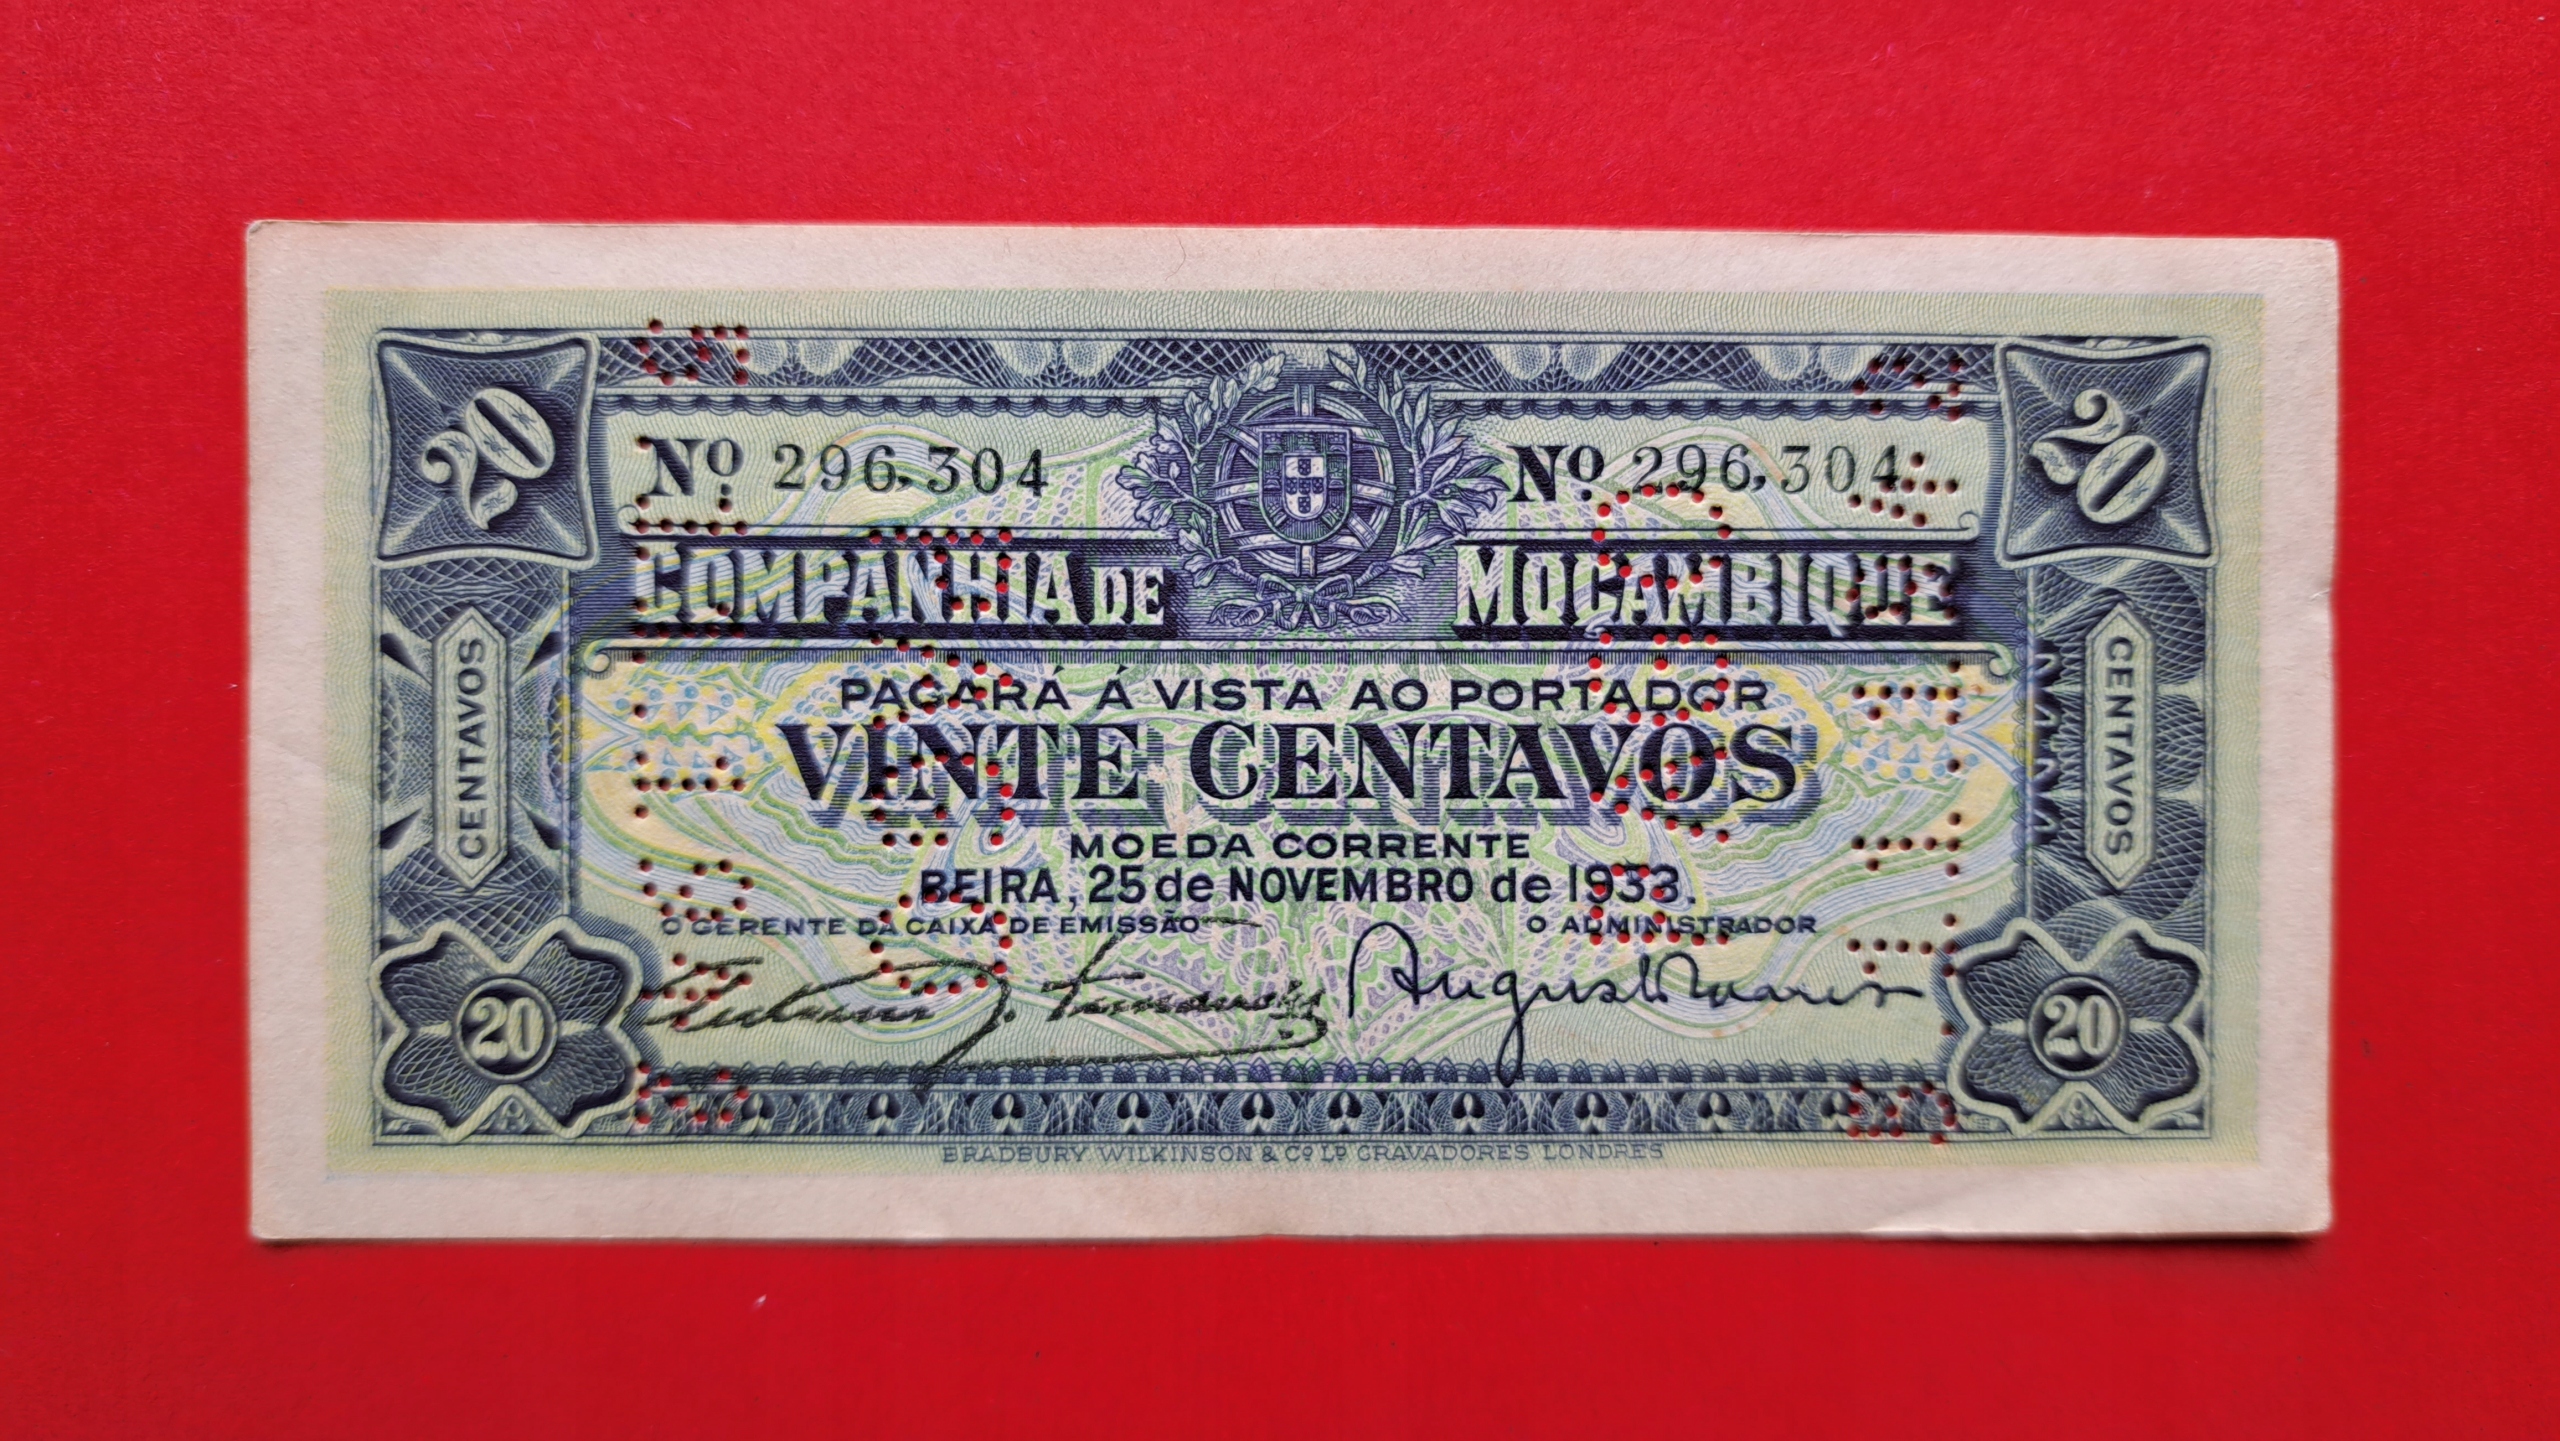 20
20
Nº 296,304
Nº 296,304
COMPANHIA DE MOÇAMBIQUE
PAGARÁ Á VISTA AO PORTADOR
VINTE CENTAVOS
MOEDA CORRENTE
BEIRA, 25 de NOVEMBRO de 1933.
O GERENTE DA CAIXA DE EMISSÃO
O ADMINISTRADOR
CENTAVOS
CENTAVOS
20
20
BRADBURY, WILKINSON & Cº Lᴰ GRAVADORES LONDRES